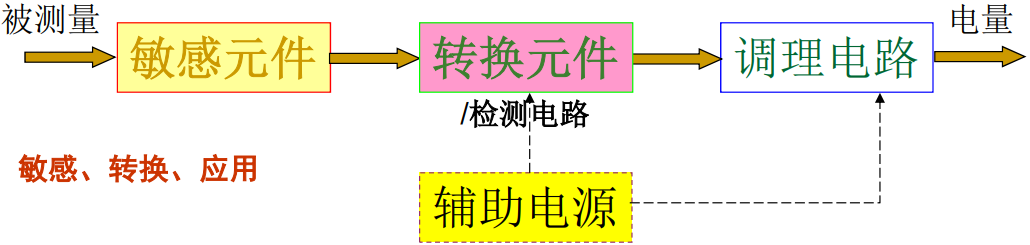 被测量
电量
敏感元件
转换元件
调理电路
/检测电路
敏感、转换、应用
辅助电源